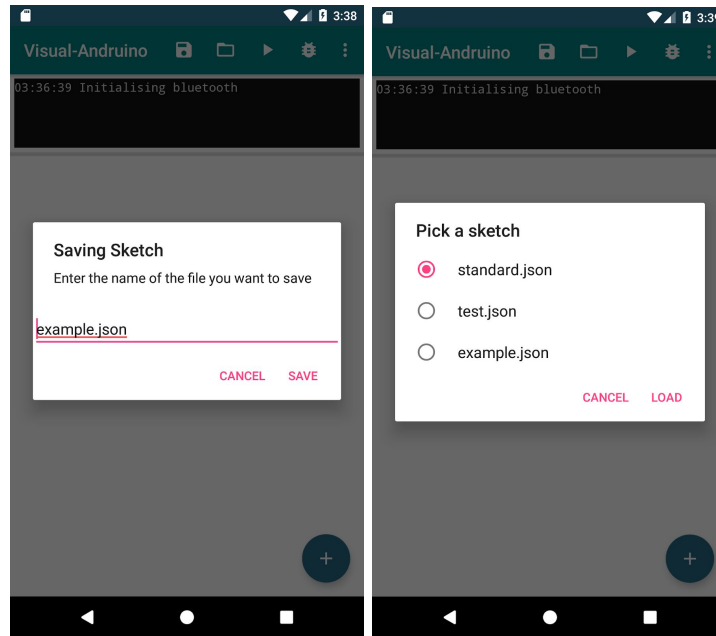 3:38
Visual-Andruino
03:36:39 Initialising bluetooth
Saving Sketch
Enter the name of the file you want to save
example.json
CANCEL SAVE
3:39
Visual-Andruino
03:36:39 Initialising bluetooth
Pick a sketch
standard.json
test.json
example.json
CANCEL LOAD